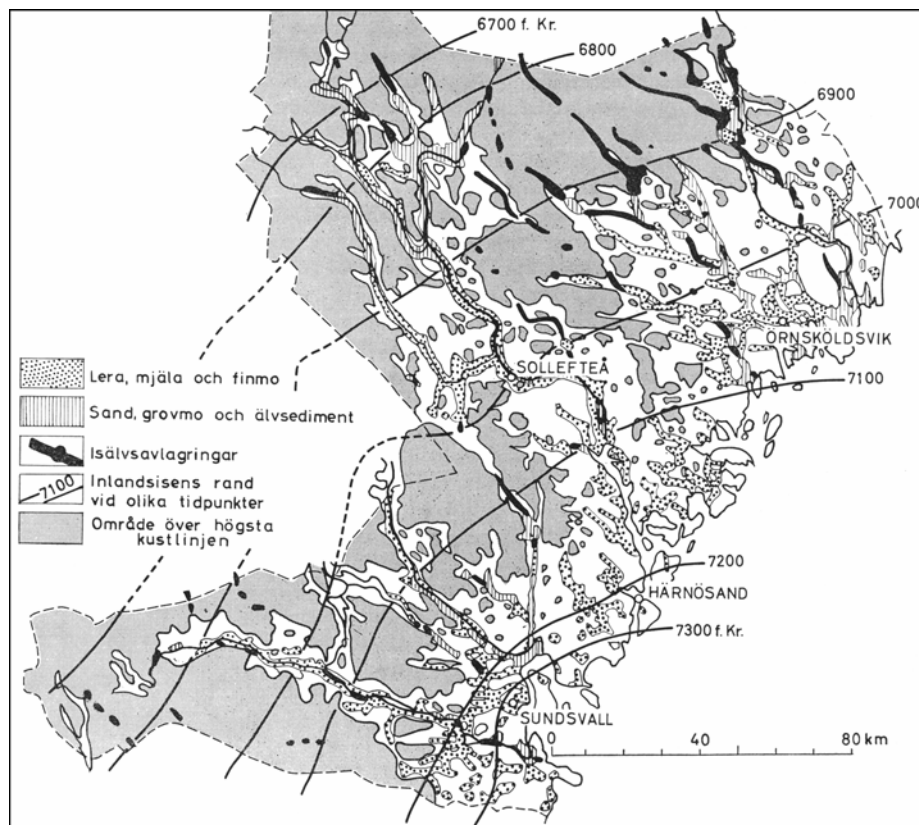 6700 f. Kr.
6800
6900
7000
ÖRNSKÖLDSVIK
SOLLEFTEÅ
7100
Lera, mjäla och finmo
Sand, grovmo och älvsediment
Isälvsavlagringar
7100
Inlandsisens rand
vid olika tidpunkter
Område över högsta
kustlinjen
7200
HÄRNÖSAND
7300 f. Kr.
SUNDSVALL
0 40 80 km